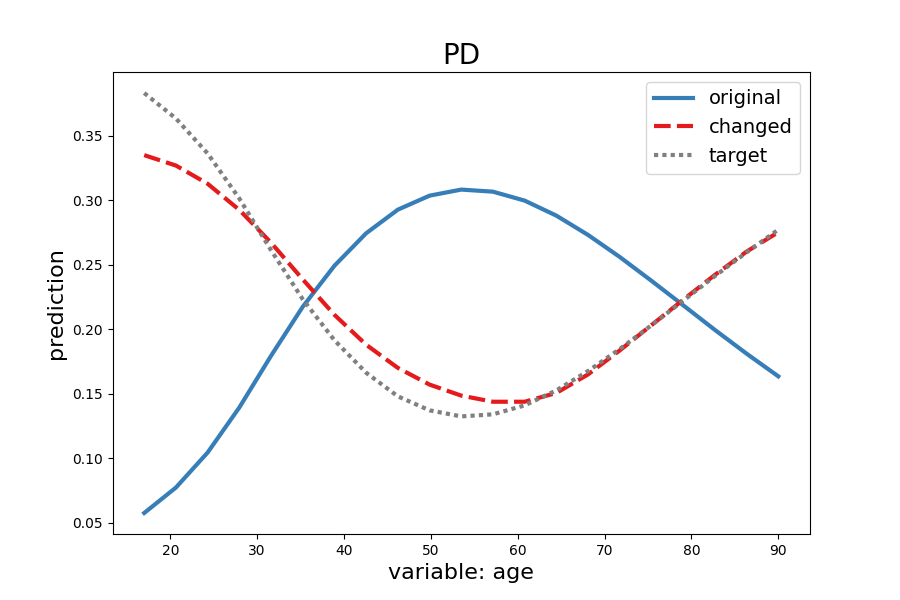 PD
original
changed
target
0.35
0.30
0.25
0.20
0.15
0.10
0.05
prediction
20 30 40 50 60 70 80 90
variable: age